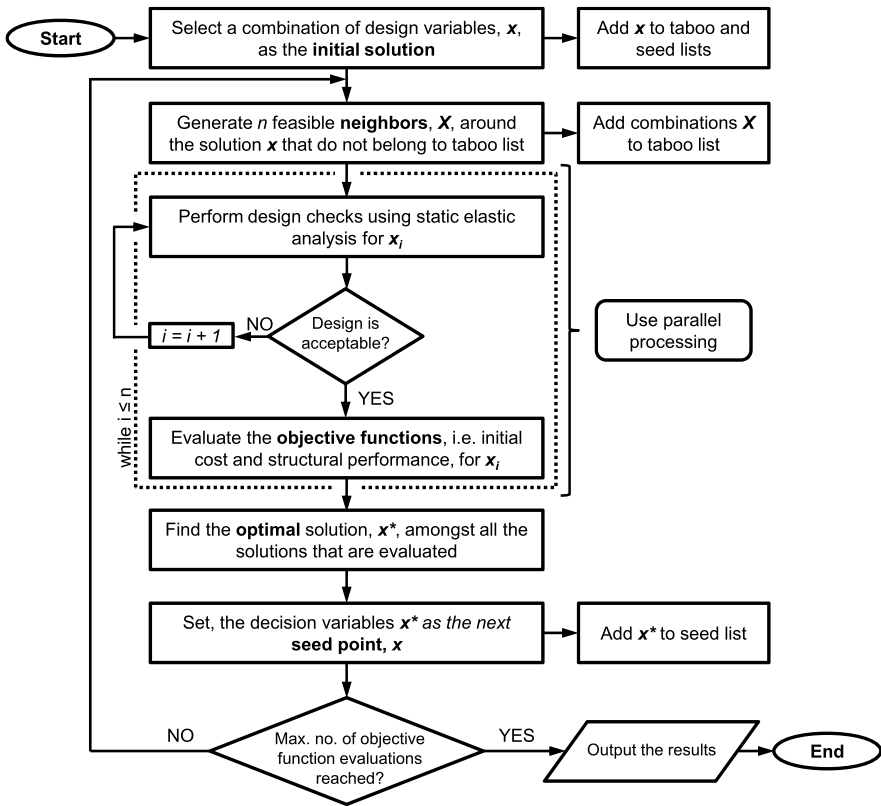 Start
Select a combination of design variables, x,
as the initial solution
Add x to taboo and
seed lists
Generate n feasible neighbors, X, around
the solution x that do not belong to taboo list
Add combinations X
to taboo list
Perform design checks using static elastic
analysis for xi
Design is
acceptable?
NO
i = i + 1
YES
Use parallel
processing
while i ≤ n
Evaluate the objective functions, i.e. initial
cost and structural performance, for xi
Find the optimal solution, x*, amongst all the
solutions that are evaluated
Set, the decision variables x* as the next
seed point, x
Add x* to seed list
Max. no. of objective
function evaluations
reached?
NO
YES
Output the results
End